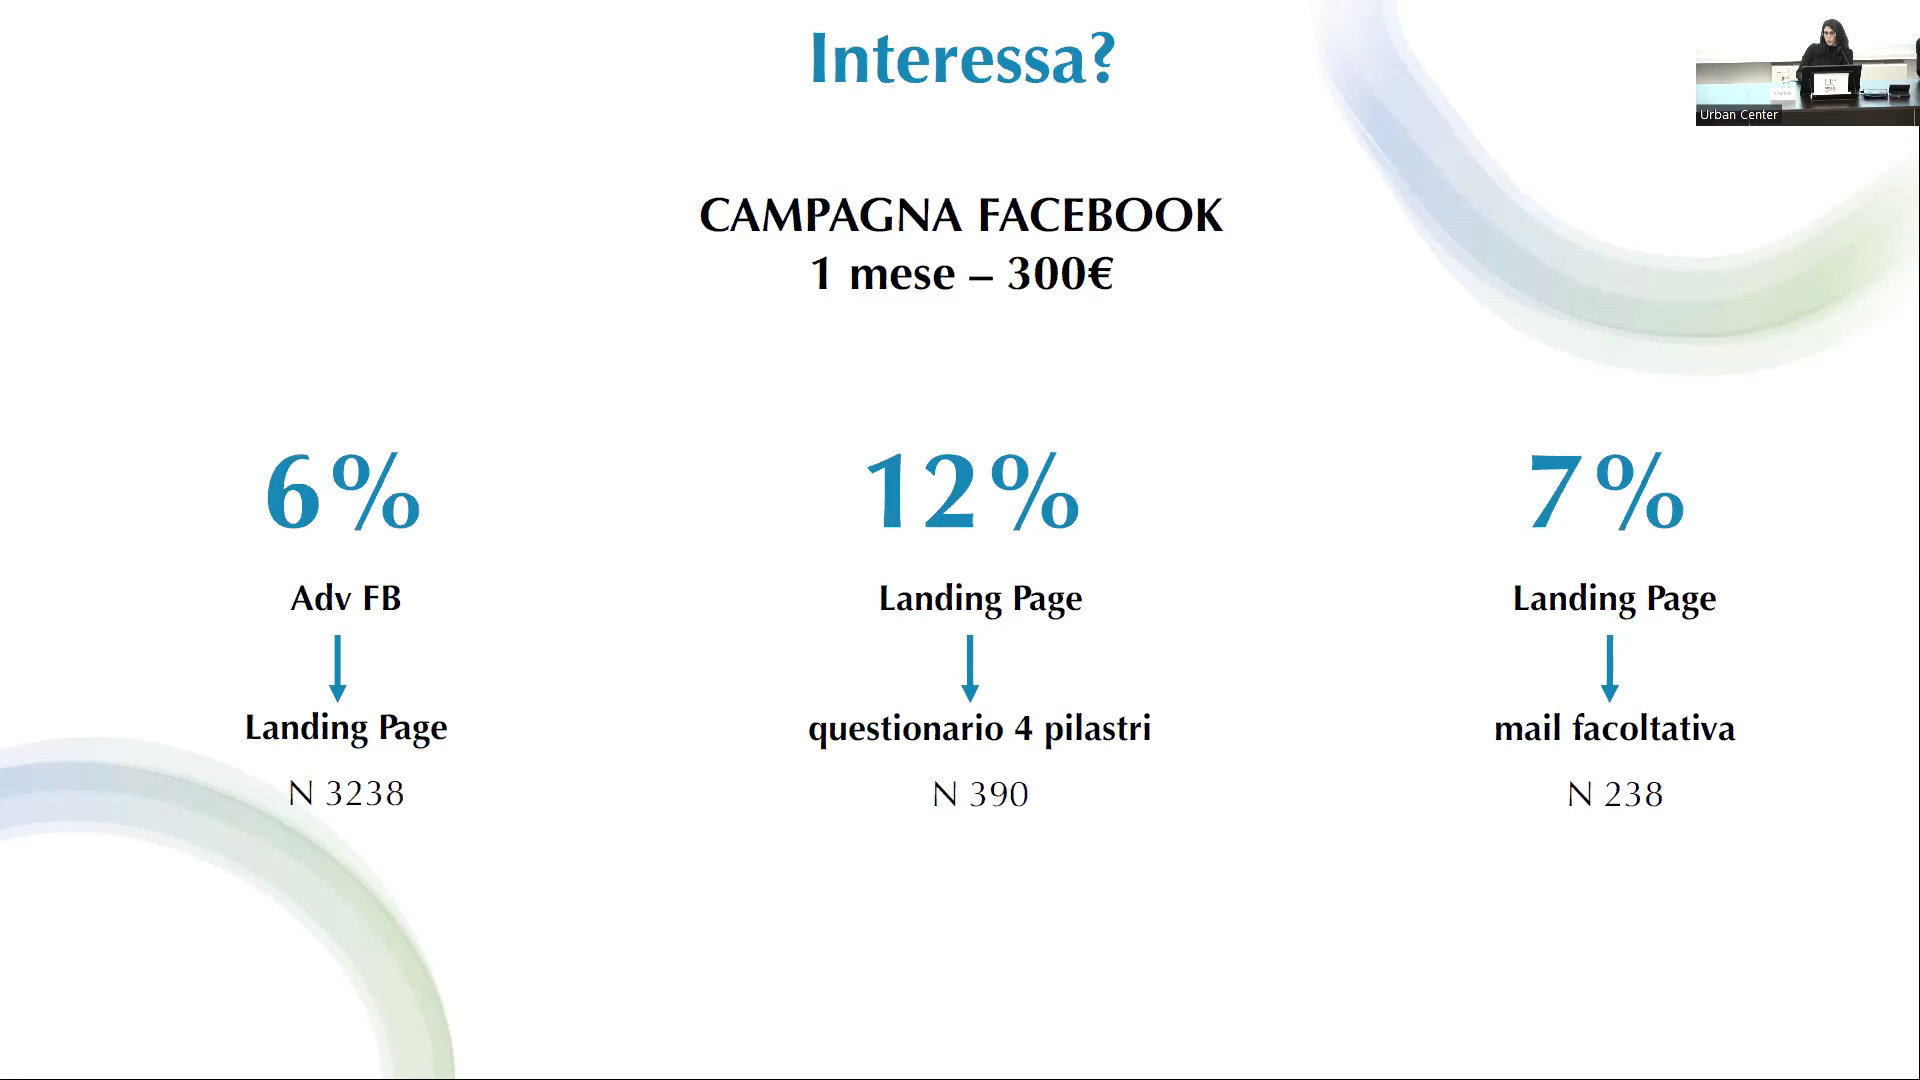 Interessa?
Urban Center
CAMPAGNA FACEBOOK
1 mese – 300€
6%
Adv FB
Landing Page
N 3238
12%
Landing Page
questionario 4 pilastri
N 390
7%
Landing Page
mail facoltativa
N 238